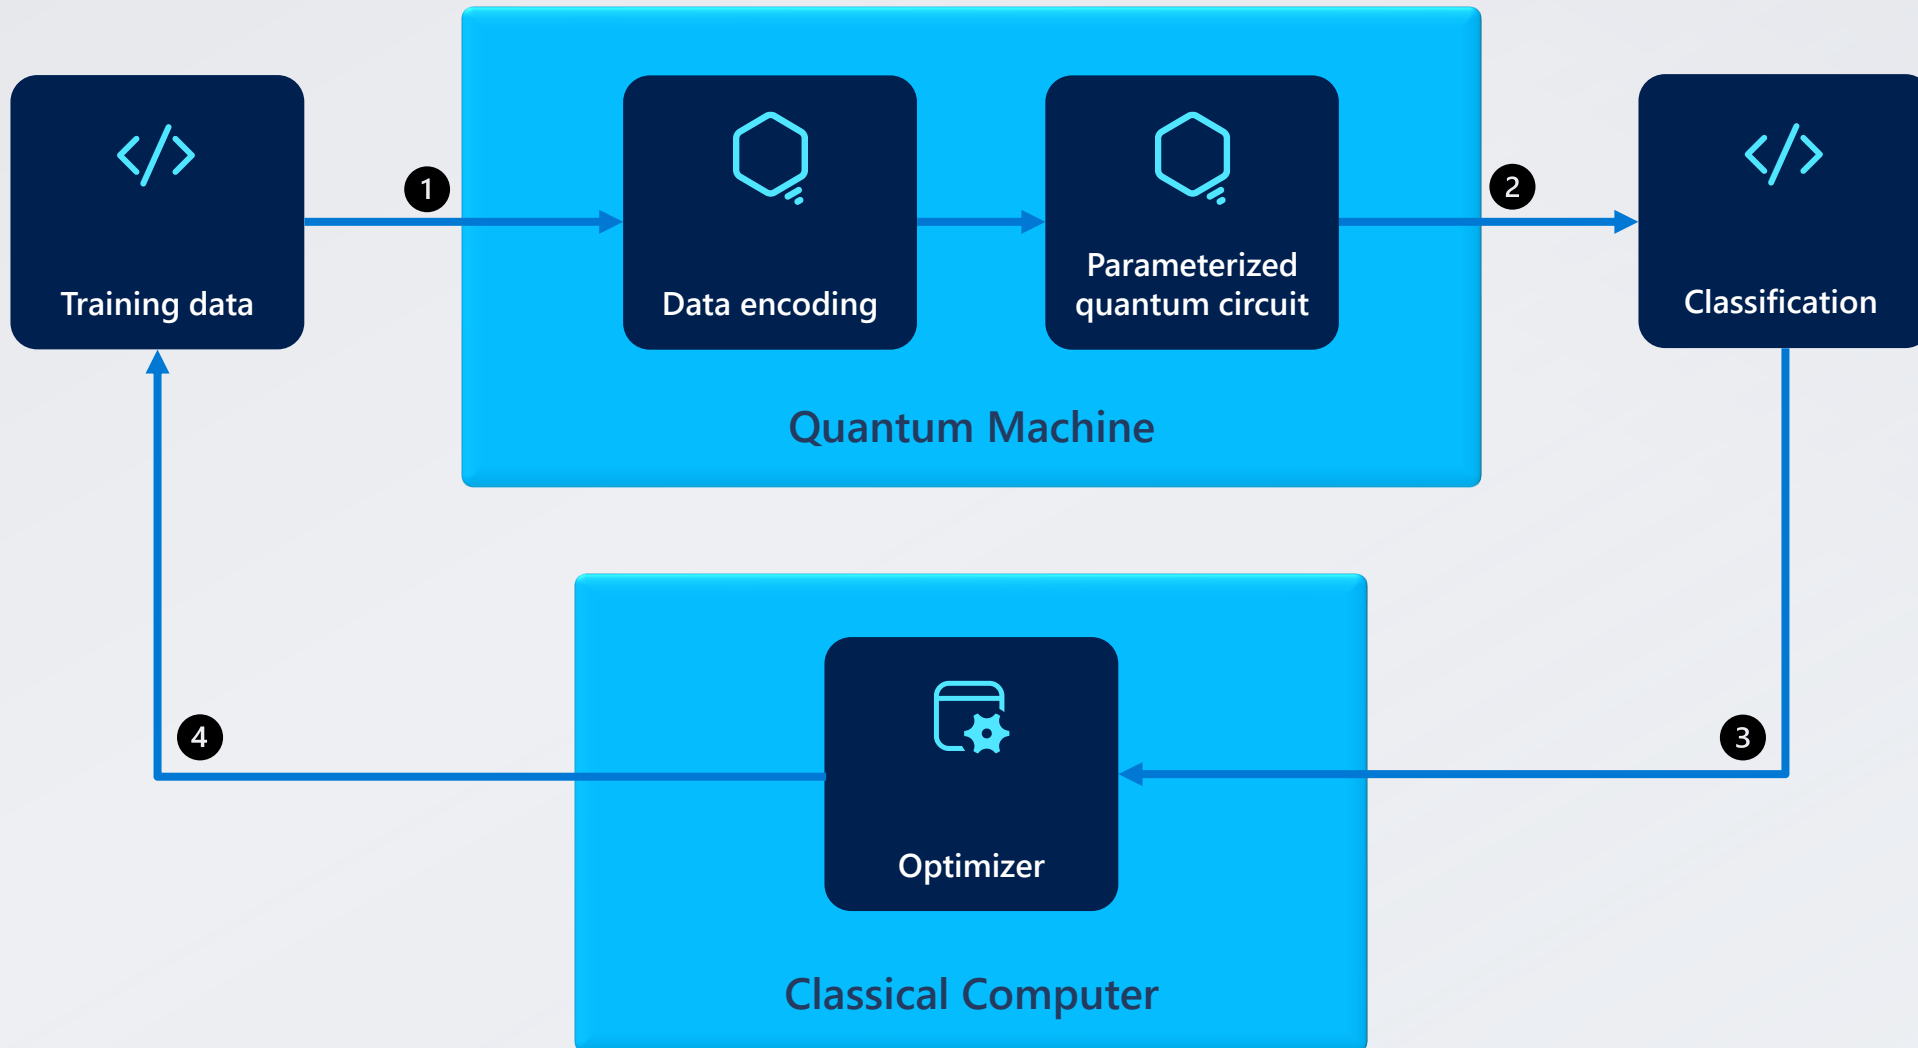 1
2
Training data
Data encoding
Parameterized
quantum circuit
Classification
Quantum Machine
4
3
Optimizer
Classical Computer